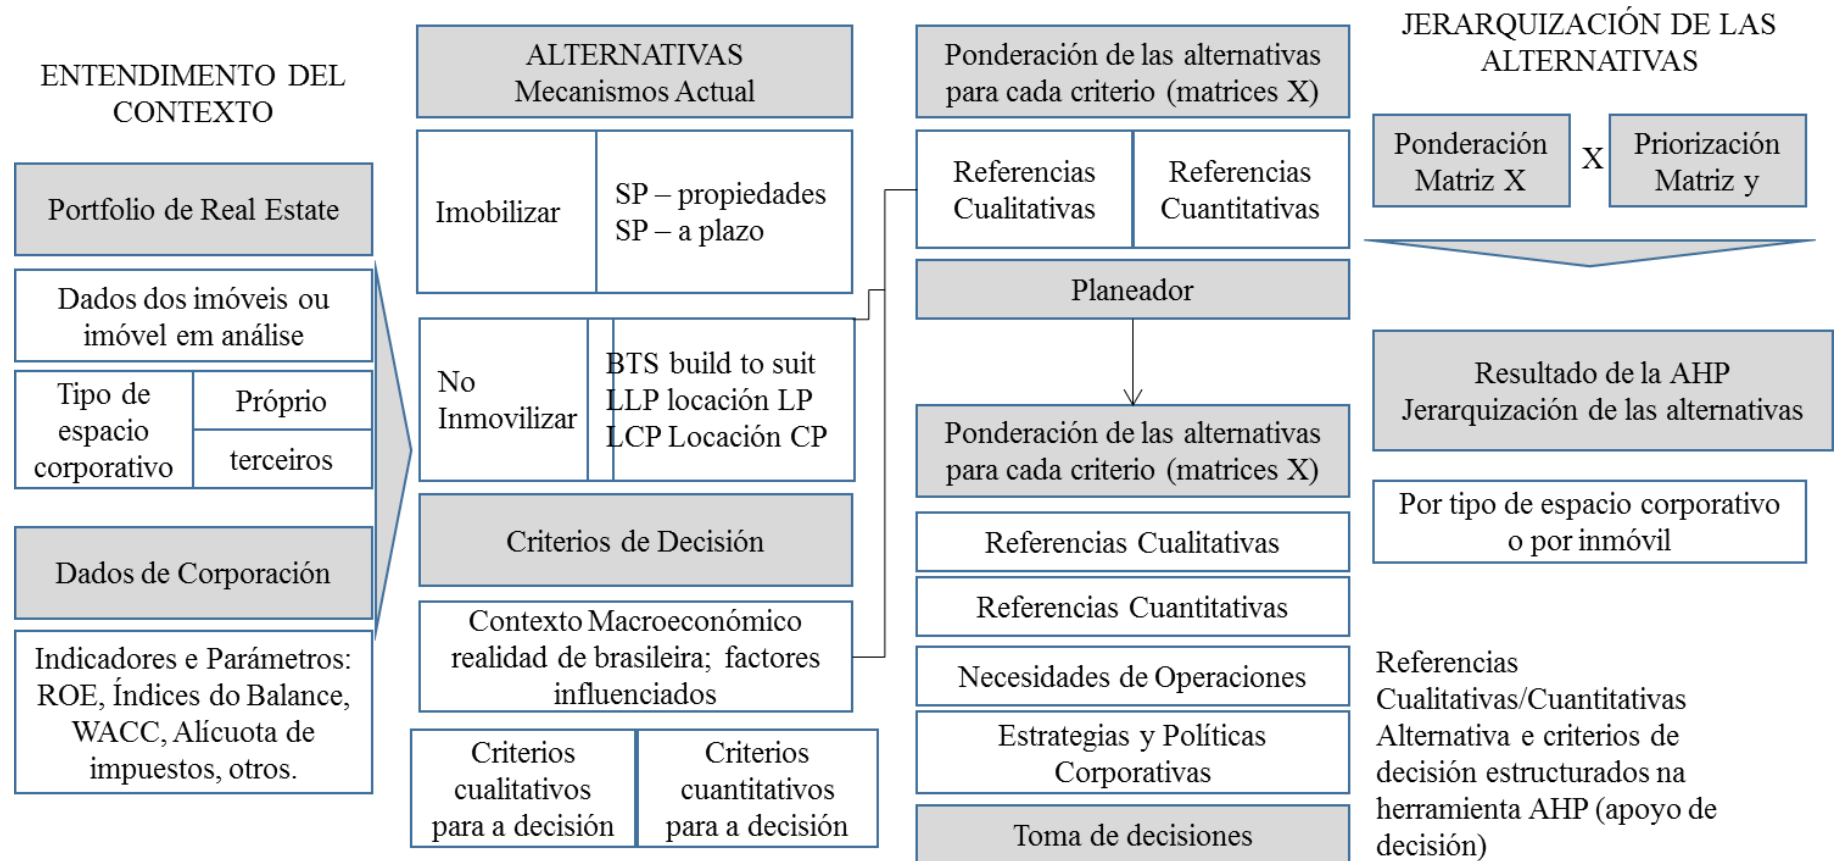 ENTENDIMENTO DEL
CONTEXTO
Portfolio de Real Estate
Dados dos imóveis ou
imóvel em análise
Tipo de
espacio
corporativo
Próprio
terceiros
Dados de Corporación
Indicadores e Parámetros:
ROE, Índices do Balance,
WACC, Alícuota de
impuestos, otros.
ALTERNATIVAS
Mecanismos Actual
Imobilizar
SP – propiedades
SP – a plazo
No
Inmovilizar
BTS build to suit
LLP locación LP
LCP Locación CP
Criterios de Decisión
Contexto Macroeconómico
realidad de brasileira; factores
influenciados
Criterios
cualitativos
para a decisión
Criterios
cuantitativos
para a decisión
Ponderación de las alternativas
para cada criterio (matrices X)
Referencias
Cualitativas
Referencias
Cuantitativas
Planeador
Ponderación de las alternativas
para cada criterio (matrices X)
Referencias Cualitativas
Referencias Cuantitativas
Necesidades de Operaciones
Estrategias y Políticas
Corporativas
Toma de decisiones
JERARQUIZACIÓN DE LAS
ALTERNATIVAS
Ponderación
Matriz X
X
Priorización
Matriz y
Resultado de la AHP
Jerarquización de las alternativas
Por tipo de espacio corporativo
o por inmóvil
Referencias
Cualitativas/Cuantitativas
Alternativa e criterios de
decisión estructurados na
herramienta AHP (apoyo de
decisión)